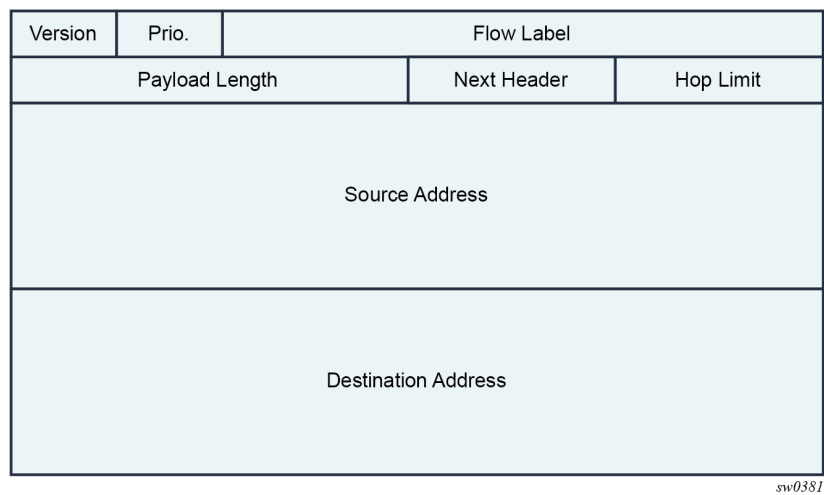 Version Prio. Flow Label
Payload Length Next Header Hop Limit
Source Address
Destination Address
sw0381